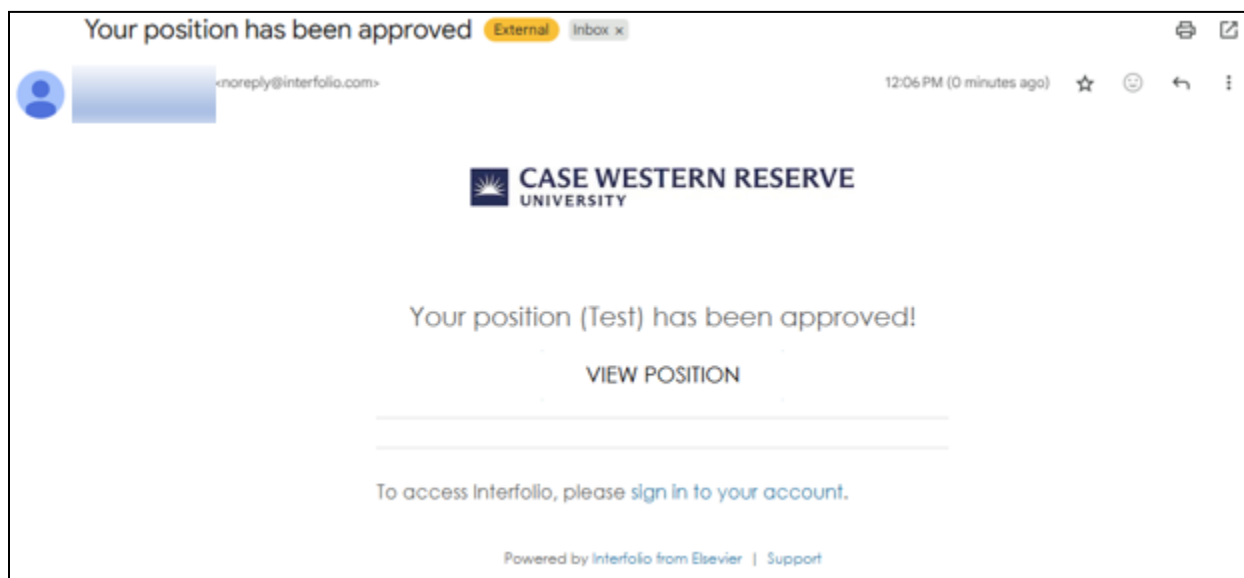 Your position has been approved External Inbox x
<noreply@interfolio.com> 12:06 PM (0 minutes ago)
CASE WESTERN RESERVE
UNIVERSITY
Your position (Test) has been approved!
VIEW POSITION
To access Interfolio, please sign in to your account.
Powered by Interfolio from Elsevier | Support